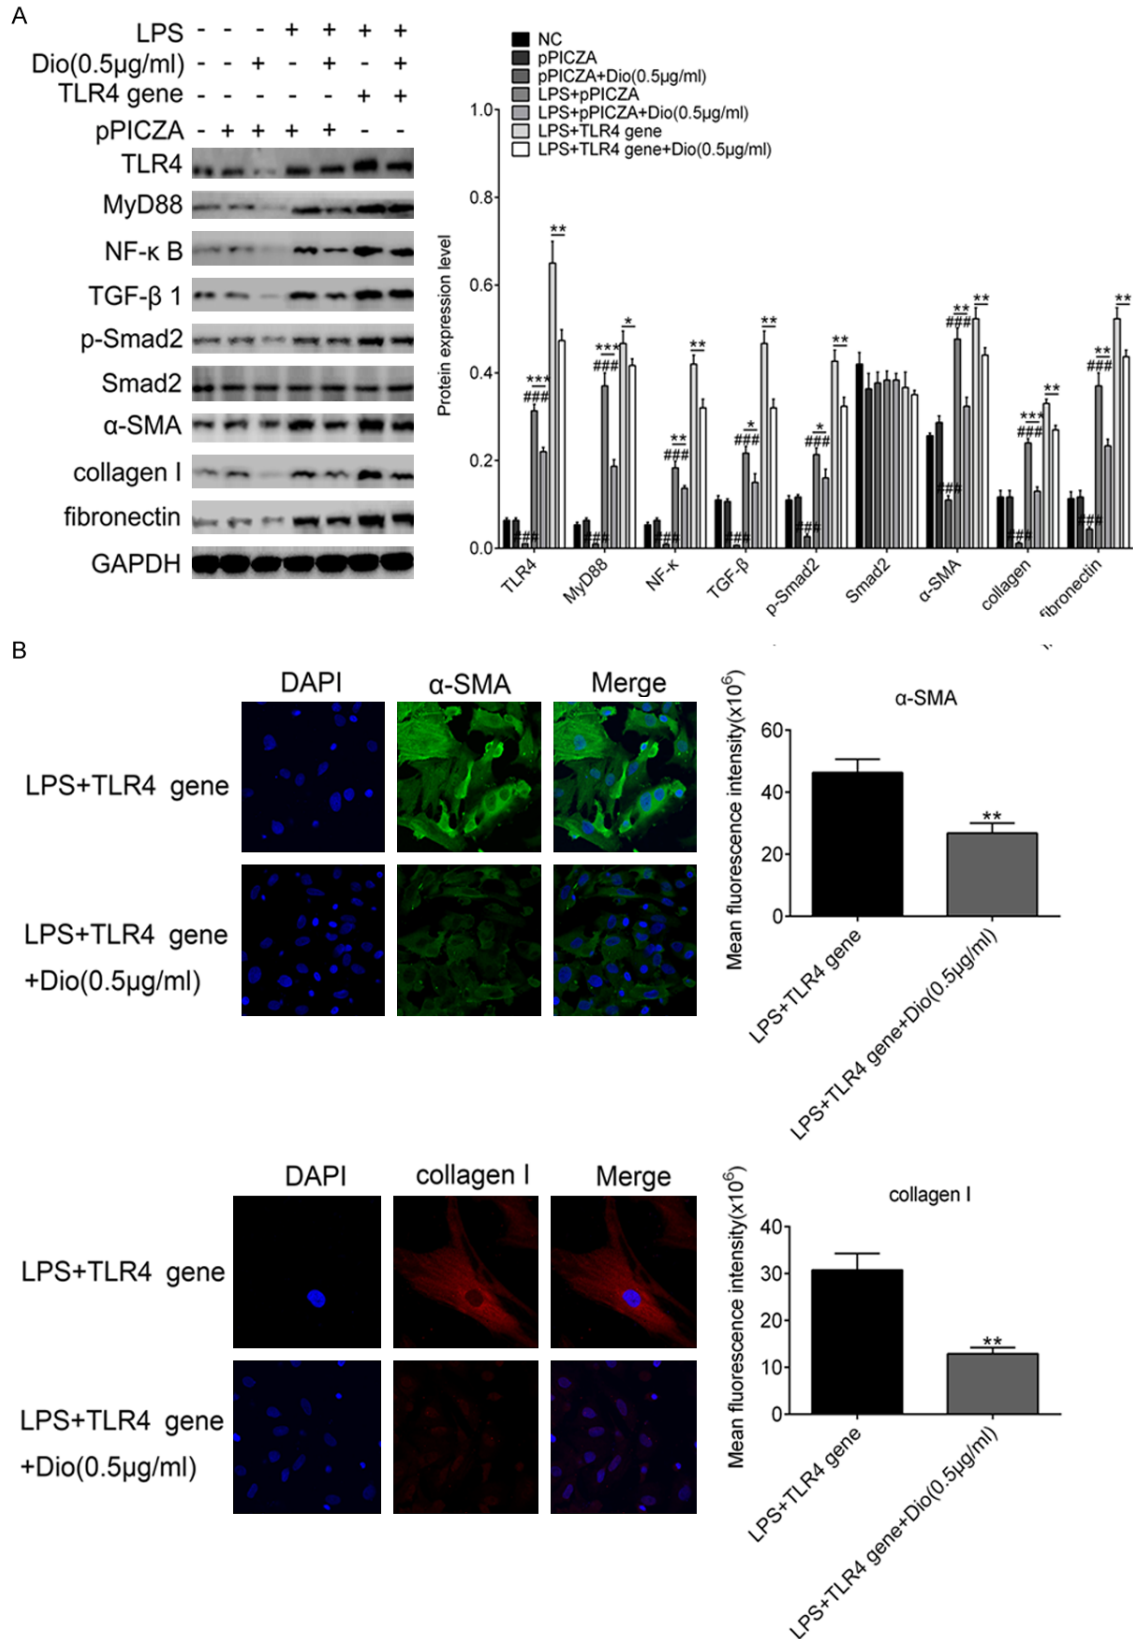 A
LPS - - - + + + +
Dio(0.5μg/ml) - - + - + - +
TLR4 gene - - - - - + +
pPICZA - + + + + - -
TLR4
MyD88
NF-κ B
TGF-β 1
p-Smad2
Smad2
α-SMA
collagen I
fibronectin
GAPDH
NC
pPICZA
pPICZA+Dio(0.5μg/ml)
LPS+pPICZA
LPS+pPICZA+Dio(0.5μg/ml)
LPS+TLR4 gene
LPS+TLR4 gene+Dio(0.5μg/ml)
Protein expression level
1.0
0.8
0.6
0.4
0.2
0.0
### ### *** **
### ### *** *
### ### ** **
### ### * **
### ### * **
### ### ** **
### ### *** **
### ### ** **
TLR4
MyD88
NF-κ
TGF-β
p-Smad2
Smad2
α-SMA
collagen
fibronectin
B
DAPI α-SMA Merge
LPS+TLR4 gene
LPS+TLR4 gene
+Dio(0.5μg/ml)
α-SMA
Mean fluorescence intensity(x10⁶)
60
40
20
0
**
LPS+TLR4 gene
LPS+TLR4 gene+Dio(0.5μg/ml)
DAPI collagen I Merge
LPS+TLR4 gene
LPS+TLR4 gene
+Dio(0.5μg/ml)
collagen I
Mean fluorescence intensity(x10⁶)
40
30
20
10
0
**
LPS+TLR4 gene
LPS+TLR4 gene+Dio(0.5μg/ml)